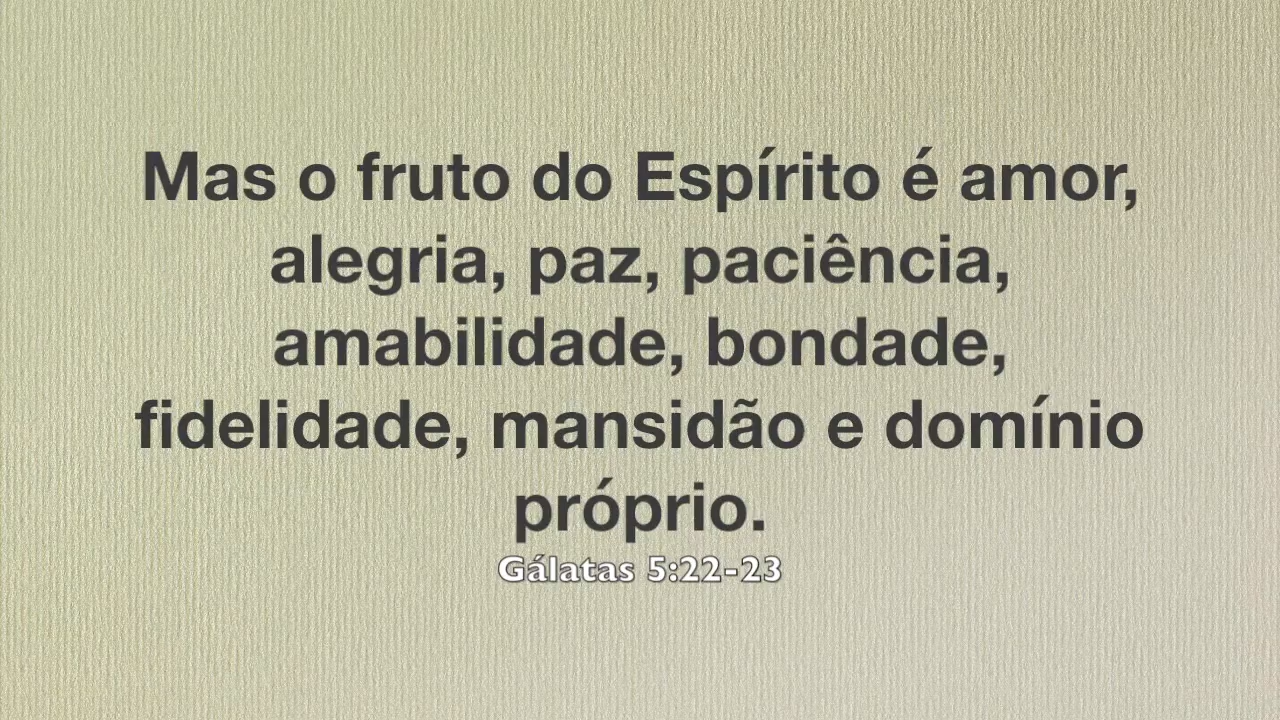 Mas o fruto do Espírito é amor,
alegria, paz, paciência,
amabilidade, bondade,
fidelidade, mansidão e domínio
próprio.
Gálatas 5:22-23